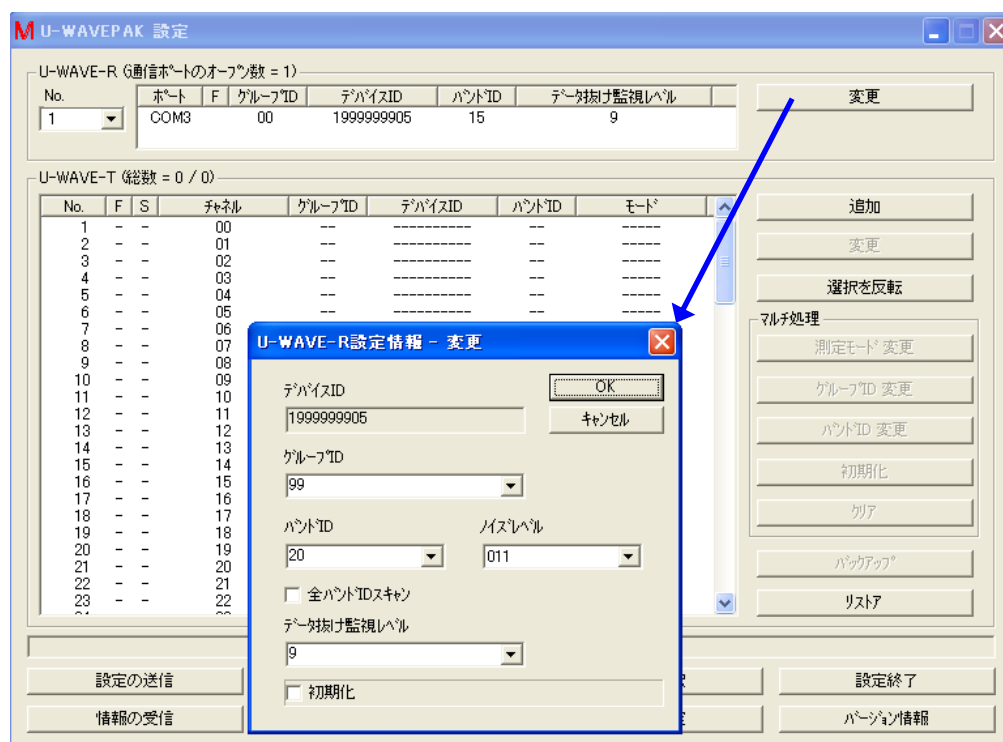 U-WAVEPAK 設定
U-WAVE-R (通信ポートのオープン数 = 1)
No. ポート F グループID デバイスID バンドID データ抜け監視レベル 変更
1 COM3 00 1999999905 15 9
U-WAVE-T (総数 = 0 / 0)
No. F S チャネル グループID デバイスID バンドID モード 追加
1 - - 00 -- ---------- -- -----
2 - - 01 -- ---------- -- ----- 変更
3 - - 02 -- ---------- -- -----
4 - - 03 -- ---------- -- -----
5 - - 04 -- ---------- -- ----- 選択を反転
6 - - 05 -- ---------- -- -----
7 - - 06
8 - - 07
9 - - 08
10 - - 09
11 - - 10
12 - - 11
13 - - 12
14 - - 13
15 - - 14
16 - - 15
17 - - 16
18 - - 17
19 - - 18
20 - - 19
21 - - 20
22 - - 21
23 - - 22
マルチ処理
測定モード変更
グループID 変更
バンドID 変更
初期化
クリア
バックアップ
リストア
U-WAVE-R設定情報 - 変更
デバイスID OK
1999999905 キャンセル
グループID
99
バンドID ノイズレベル
20 011
全バンドIDスキャン
データ抜け監視レベル
9
初期化
設定の送信 設定終了
情報の受信 バージョン情報